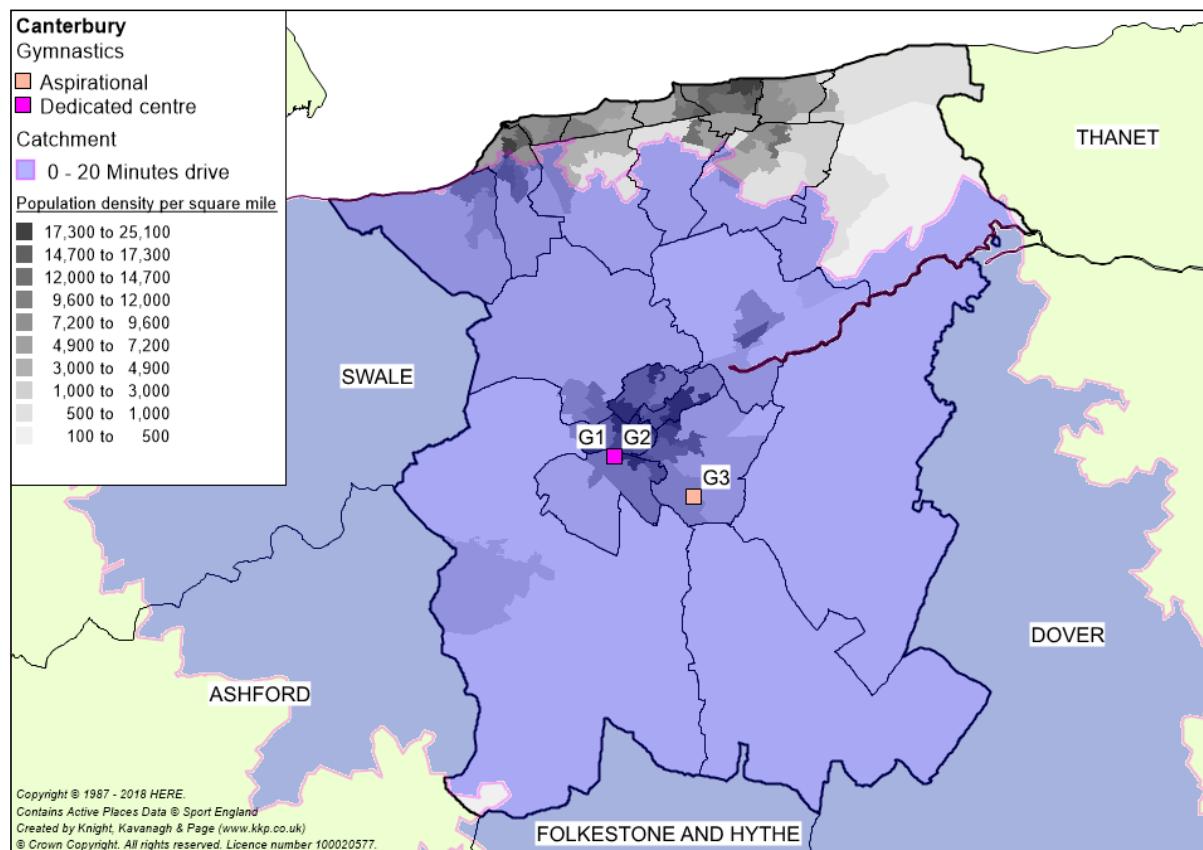 Canterbury
Gymnastics
Aspirational
Dedicated centre
Catchment
0 - 20 Minutes drive
Population density per square mile
17,300 to 25,100
14,700 to 17,300
12,000 to 14,700
9,600 to 12,000
7,200 to 9,600
4,900 to 7,200
3,000 to 4,900
1,000 to 3,000
500 to 1,000
100 to 500
THANET
SWALE
G1
G2
G3
DOVER
ASHFORD
FOLKESTONE AND HYTHE
Copyright © 1987 - 2018 HERE.
Contains Active Places Data © Sport England
Created by Knight, Kavanagh & Page (www.kkp.co.uk)
© Crown Copyright. All rights reserved. Licence number 100020577.